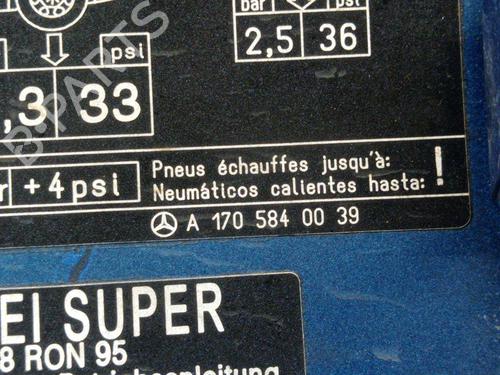 bar psi
2,5 36
psi
,3 33
+4psi
Pneus échauffes jusqu'à:
Neumáticos calientes hasta: !
A 170 584 00 39
EI SUPER
8 RON 95
B-PARTS